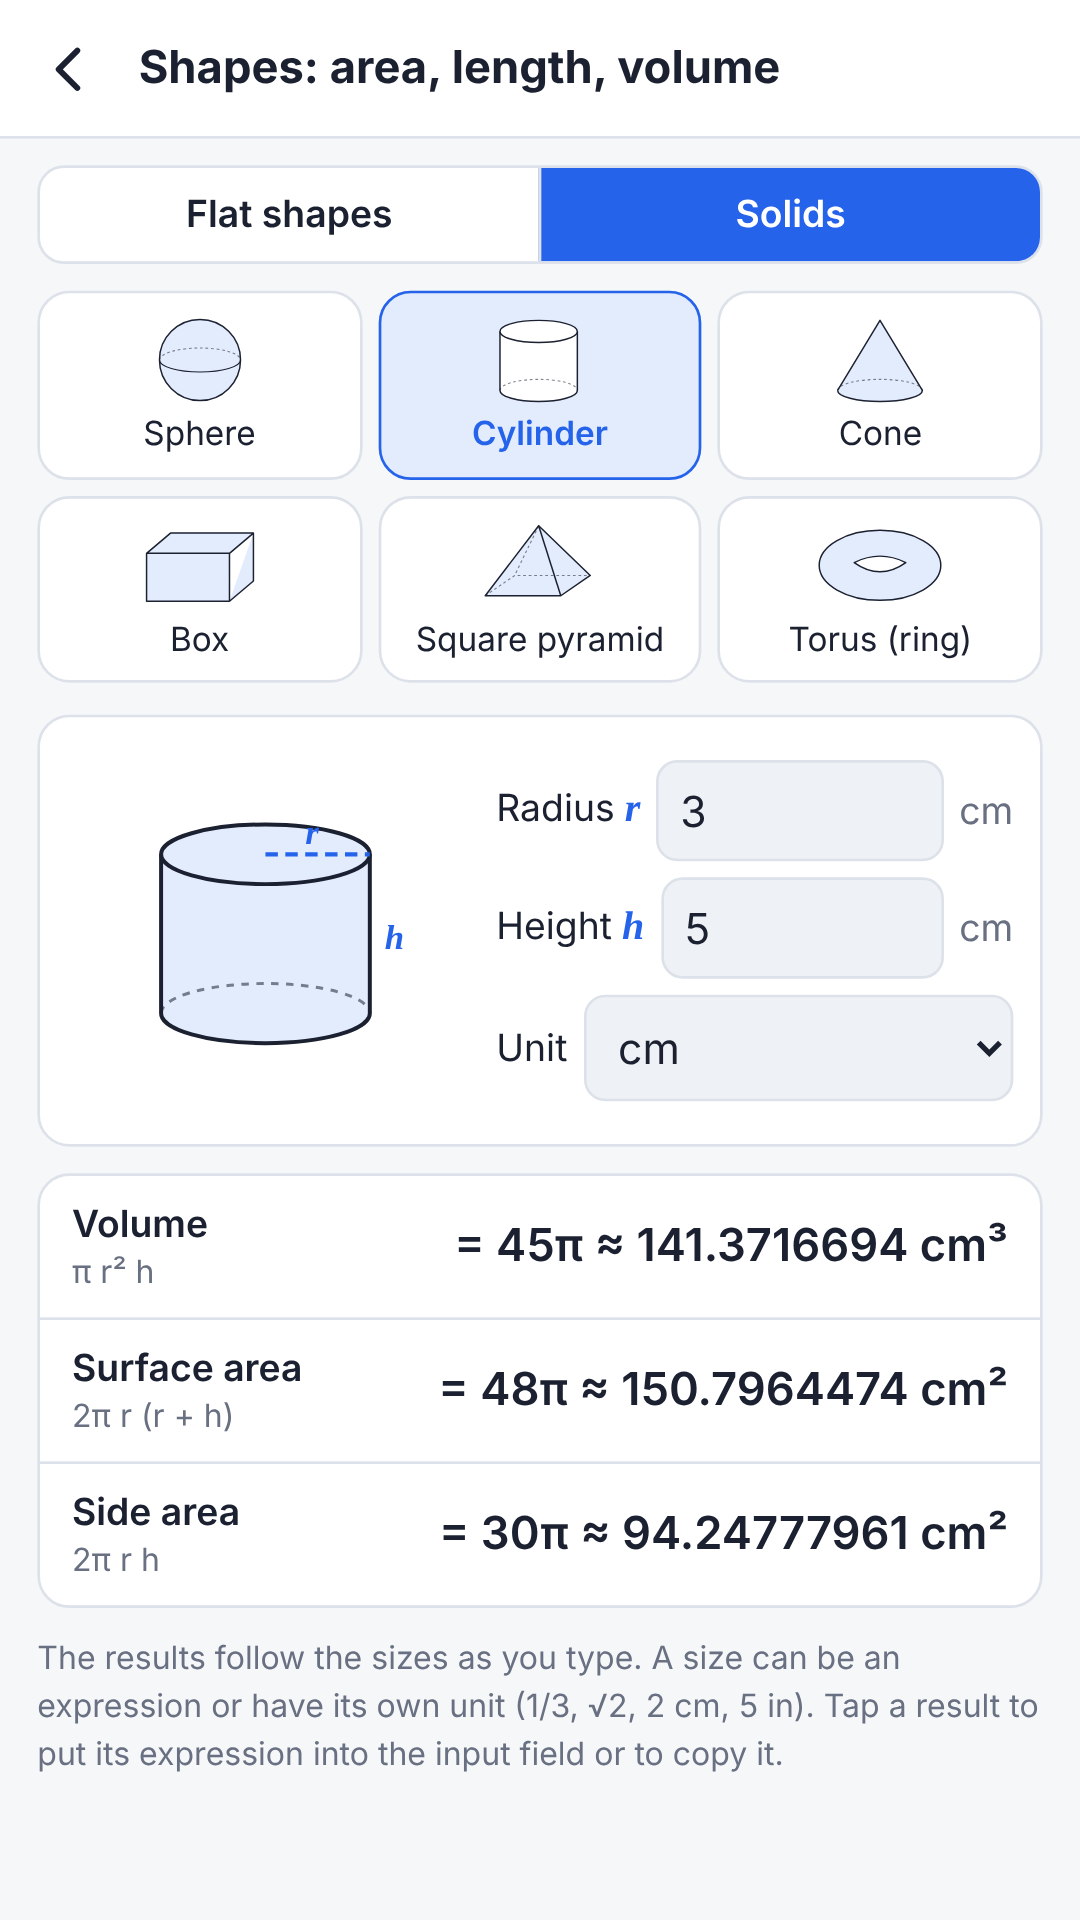 Shapes: area, length, volume
Flat shapes
Solids
Sphere
Cylinder
Cone
Box
Square pyramid
Torus (ring)
r
h
Radius r 3 cm
Height h 5 cm
Unit cm
Volume
π r² h
= 45π ≈ 141.3716694 cm³
Surface area
2π r (r + h)
= 48π ≈ 150.7964474 cm²
Side area
2π r h
= 30π ≈ 94.24777961 cm²
The results follow the sizes as you type. A size can be an
expression or have its own unit (1/3, √2, 2 cm, 5 in). Tap a result to
put its expression into the input field or to copy it.